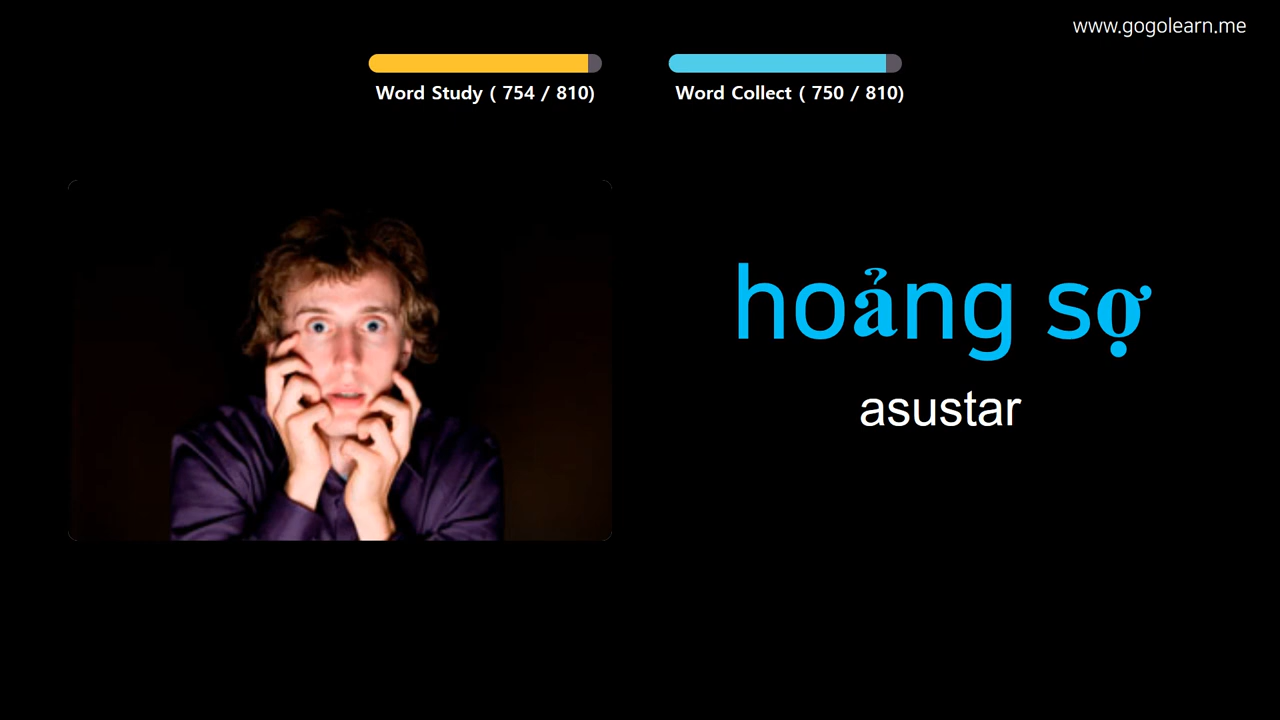 www.gogolearn.me
Word Study ( 754 / 810)
Word Collect ( 750 / 810)
hoảng sợ
asustar